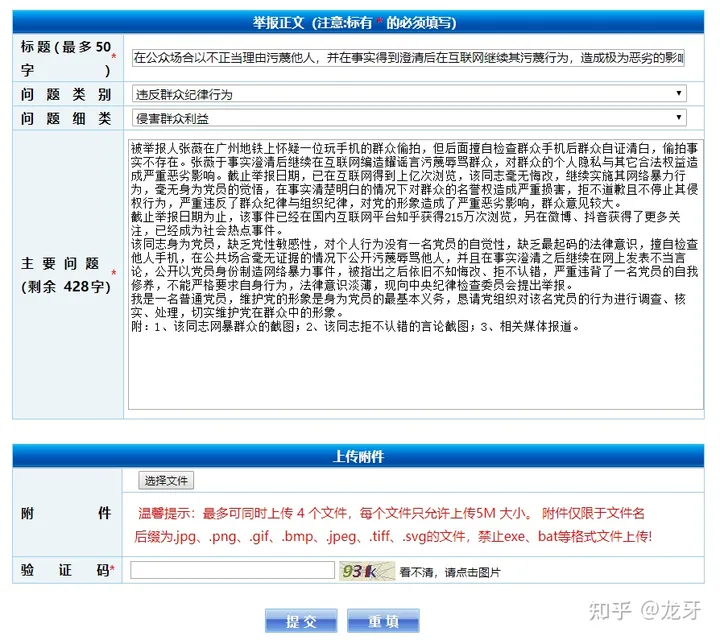 举报正文（注意:标有 * 的必须填写）
标题(最多50字)*
在公众场合以不正当理由污蔑他人，并在事实得到澄清后在互联网继续其污蔑行为，造成极为恶劣的影响
问题类别
违反群众纪律行为
问题细类
侵害群众利益
主要问题*
(剩余 428字)
被举报人张薇在广州地铁上怀疑一位玩手机的群众偷拍，但后面擅自检查群众手机后群众自证清白，偷拍事
实不存在。张薇于事实澄清后继续在互联网编造耀谣言污蔑辱骂群众，对群众的个人隐私与其它合法权益造
成严重恶劣影响。截止举报日期，已在互联网得到上亿次浏览，该同志毫无悔改，继续实施其网络暴力行
为，毫无身为党员的觉悟，在事实清楚明白的情况下对群众的名誉权造成严重损害，拒不道歉且不停止其侵
权行为，严重违反了群众纪律与组织纪律，对党的形象造成了严重恶劣影响，群众意见较大。
截止举报日期为止，该事件已经在国内互联网平台知乎获得215万次浏览，另在微博、抖音获得了更多关
注，已经成为社会热点事件。
该同志身为党员，缺乏党性敏感性，对个人行为没有一名党员的自觉性，缺乏最起码的法律意识，擅自检查
他人手机，在公共场合毫无证据的情况下公开污蔑辱骂他人，并且在事实澄清之后继续在网上发表不当言
论，公开以党员身份制造网络暴力事件，被指出之后依旧不知悔改、拒不认错，严重违背了一名党员的自我
修养，不能严格要求自身行为，法律意识淡薄，现向中央纪律检查委员会提出举报。
我是一名普通党员，维护党的形象是身为党员的最基本义务，恳请党组织对该名党员的行为进行调查、核
实、处理，切实维护党在群众中的形象。
附：1、该同志网暴群众的截图；2、该同志拒不认错的言论截图；3、相关媒体报道。
上传附件
附件
选择文件
温馨提示：最多可同时上传 4 个文件，每个文件只允许上传5M 大小。 附件仅限于文件名
后缀为.jpg、.png、.gif、.bmp、.jpeg、.tiff、.svg的文件，禁止exe、bat等格式文件上传!
验证码*
931k
看不清，请点击图片
提交
重填
知乎 @龙牙